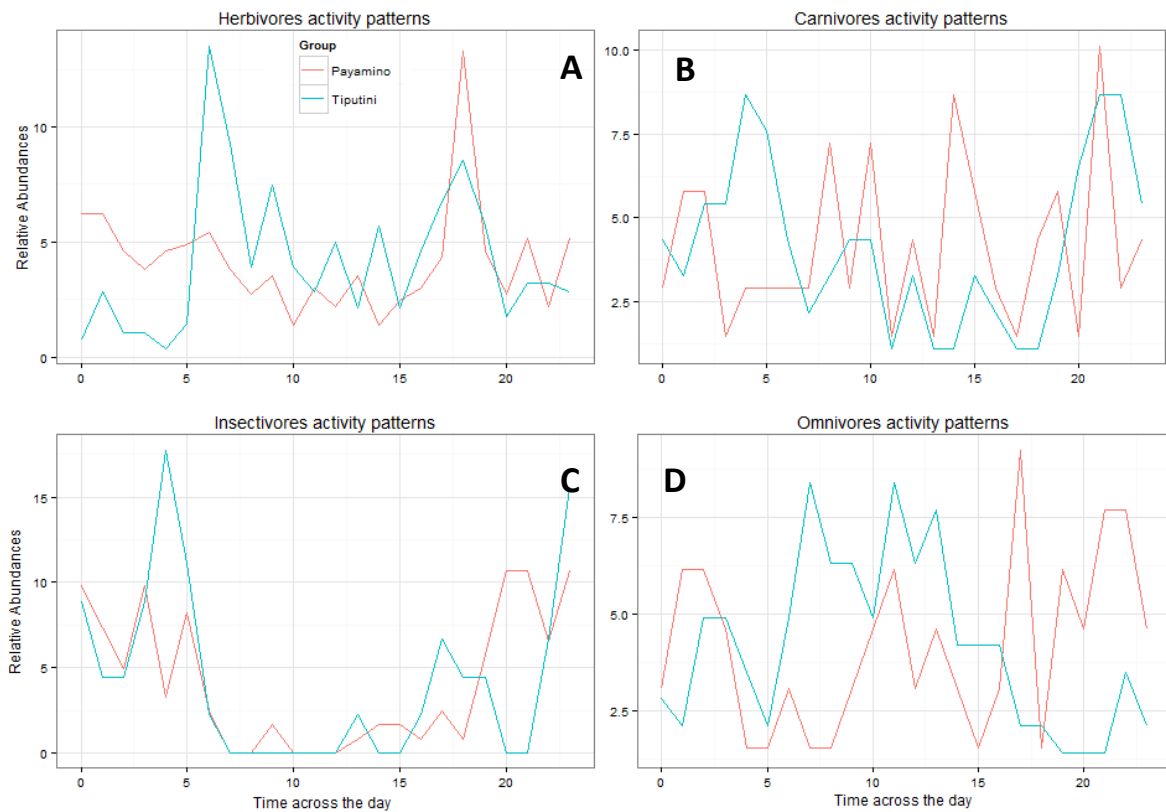 Herbivores activity patterns
Group
Payamino
Tiputini
A
Relative Abundances
10
5
0
0 5 10 15 20
Carnivores activity patterns
B
10.0
7.5
5.0
2.5
0 5 10 15 20
Insectivores activity patterns
C
Relative Abundances
15
10
5
0
0 5 10 15 20
Time across the day
Omnivores activity patterns
D
7.5
5.0
2.5
0 5 10 15 20
Time across the day